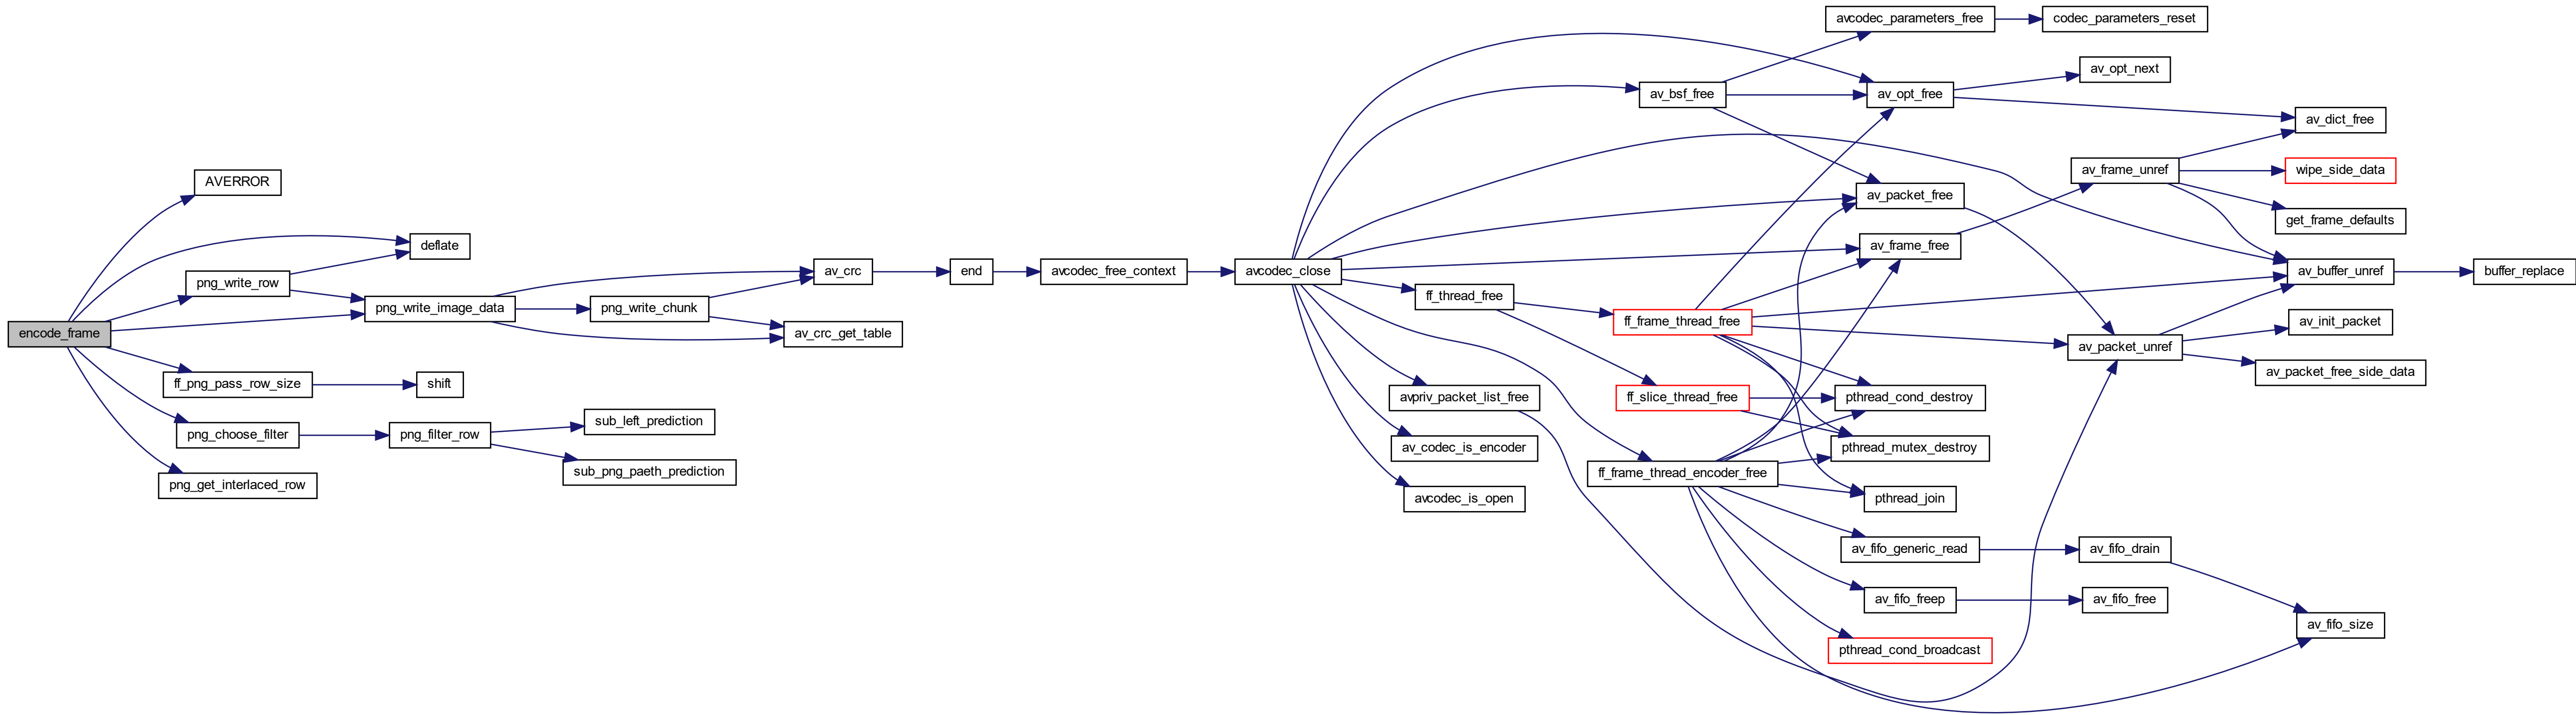 encode_frame
AVERROR
deflate
png_write_row
png_write_image_data
png_write_chunk
av_crc
av_crc_get_table
end
avcodec_free_context
avcodec_close
ff_png_pass_row_size
shift
png_choose_filter
png_filter_row
sub_left_prediction
sub_png_paeth_prediction
png_get_interlaced_row
av_bsf_free
ff_thread_free
ff_frame_thread_free
ff_slice_thread_free
avpriv_packet_list_free
av_codec_is_encoder
avcodec_is_open
ff_frame_thread_encoder_free
avcodec_parameters_free
codec_parameters_reset
av_opt_free
av_opt_next
av_dict_free
av_packet_free
av_frame_free
av_frame_unref
wipe_side_data
get_frame_defaults
av_buffer_unref
buffer_replace
av_packet_unref
av_init_packet
av_packet_free_side_data
pthread_cond_destroy
pthread_mutex_destroy
pthread_join
av_fifo_generic_read
av_fifo_drain
av_fifo_freep
av_fifo_free
av_fifo_size
pthread_cond_broadcast